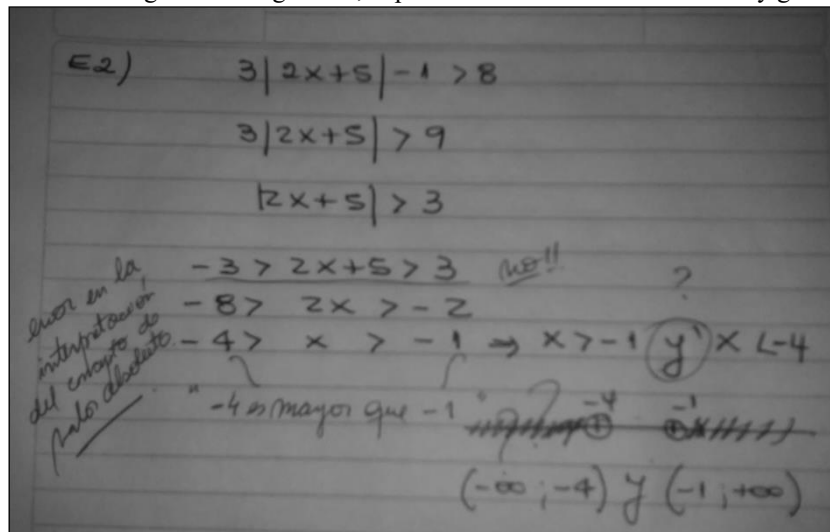 E2) 3|2x+5|-1 >8
3|2x+5| > 9
|2x+5| > 3
-3 > 2x+5 > 3 no!!
?
-8 > 2x > -2
-4 > x > -1 ⇒ x > -1 y x < -4
error en la
interpretación
del concepto de
valor absoluto.
"-4 es mayor que -1" ?
-4 -1
(-∞ ; -4) y (-1 ; +∞)